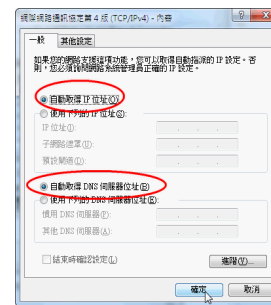 網際網路通訊協定第 4 版 (TCP/IPv4) - 內容
一般 其他設定
如果您的網路支援這項功能，您可以取得自動指派的 IP 設定。否
則，您必須詢問網路系統管理員正確的 IP 設定。
自動取得 IP 位址(O)
使用下列的 IP 位址(S):
IP 位址(I):
子網路遮罩(U):
預設閘道(D):
自動取得 DNS 伺服器位址(B)
使用下列的 DNS 伺服器位址(E):
慣用 DNS 伺服器(P):
其他 DNS 伺服器(A):
結束時確認設定(L)
進階(V)...
確定 取消